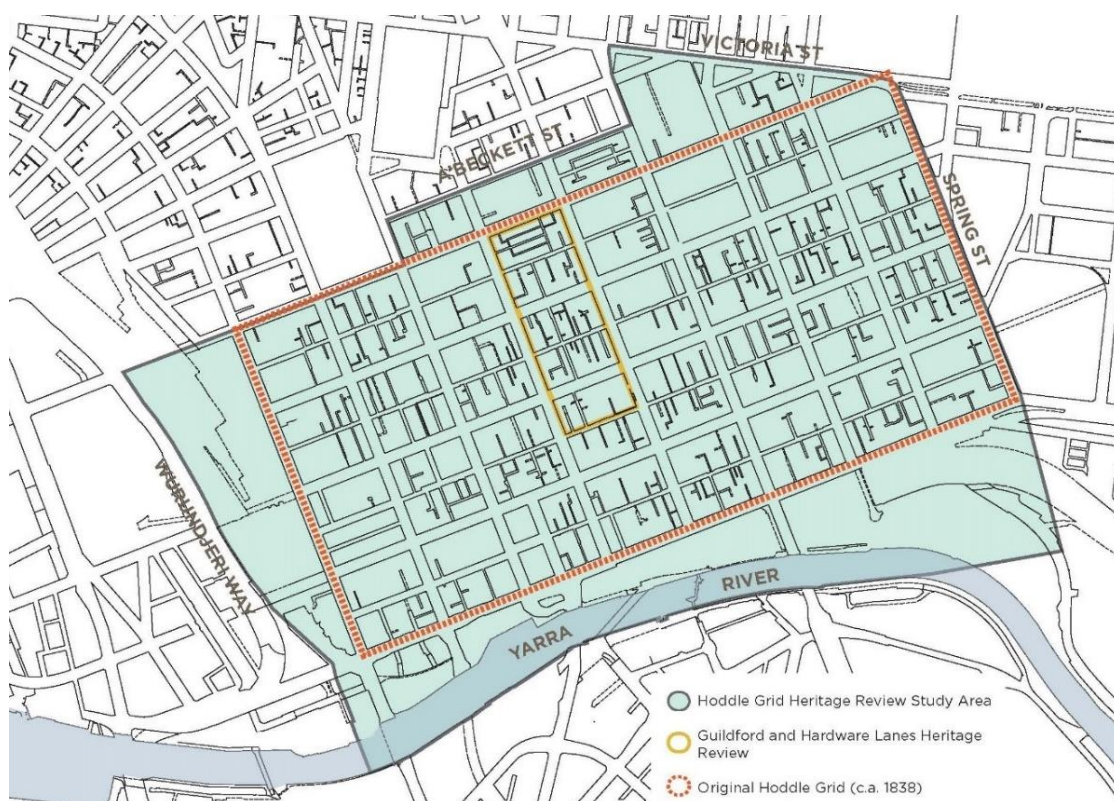 VICTORIA ST
A'BECKETT ST
SPRING ST
WURUNDJERI WAY
YARRA
RIVER
Hoddle Grid Heritage Review Study Area
Guildford and Hardware Lanes Heritage
Review
Original Hoddle Grid (c.a. 1838)